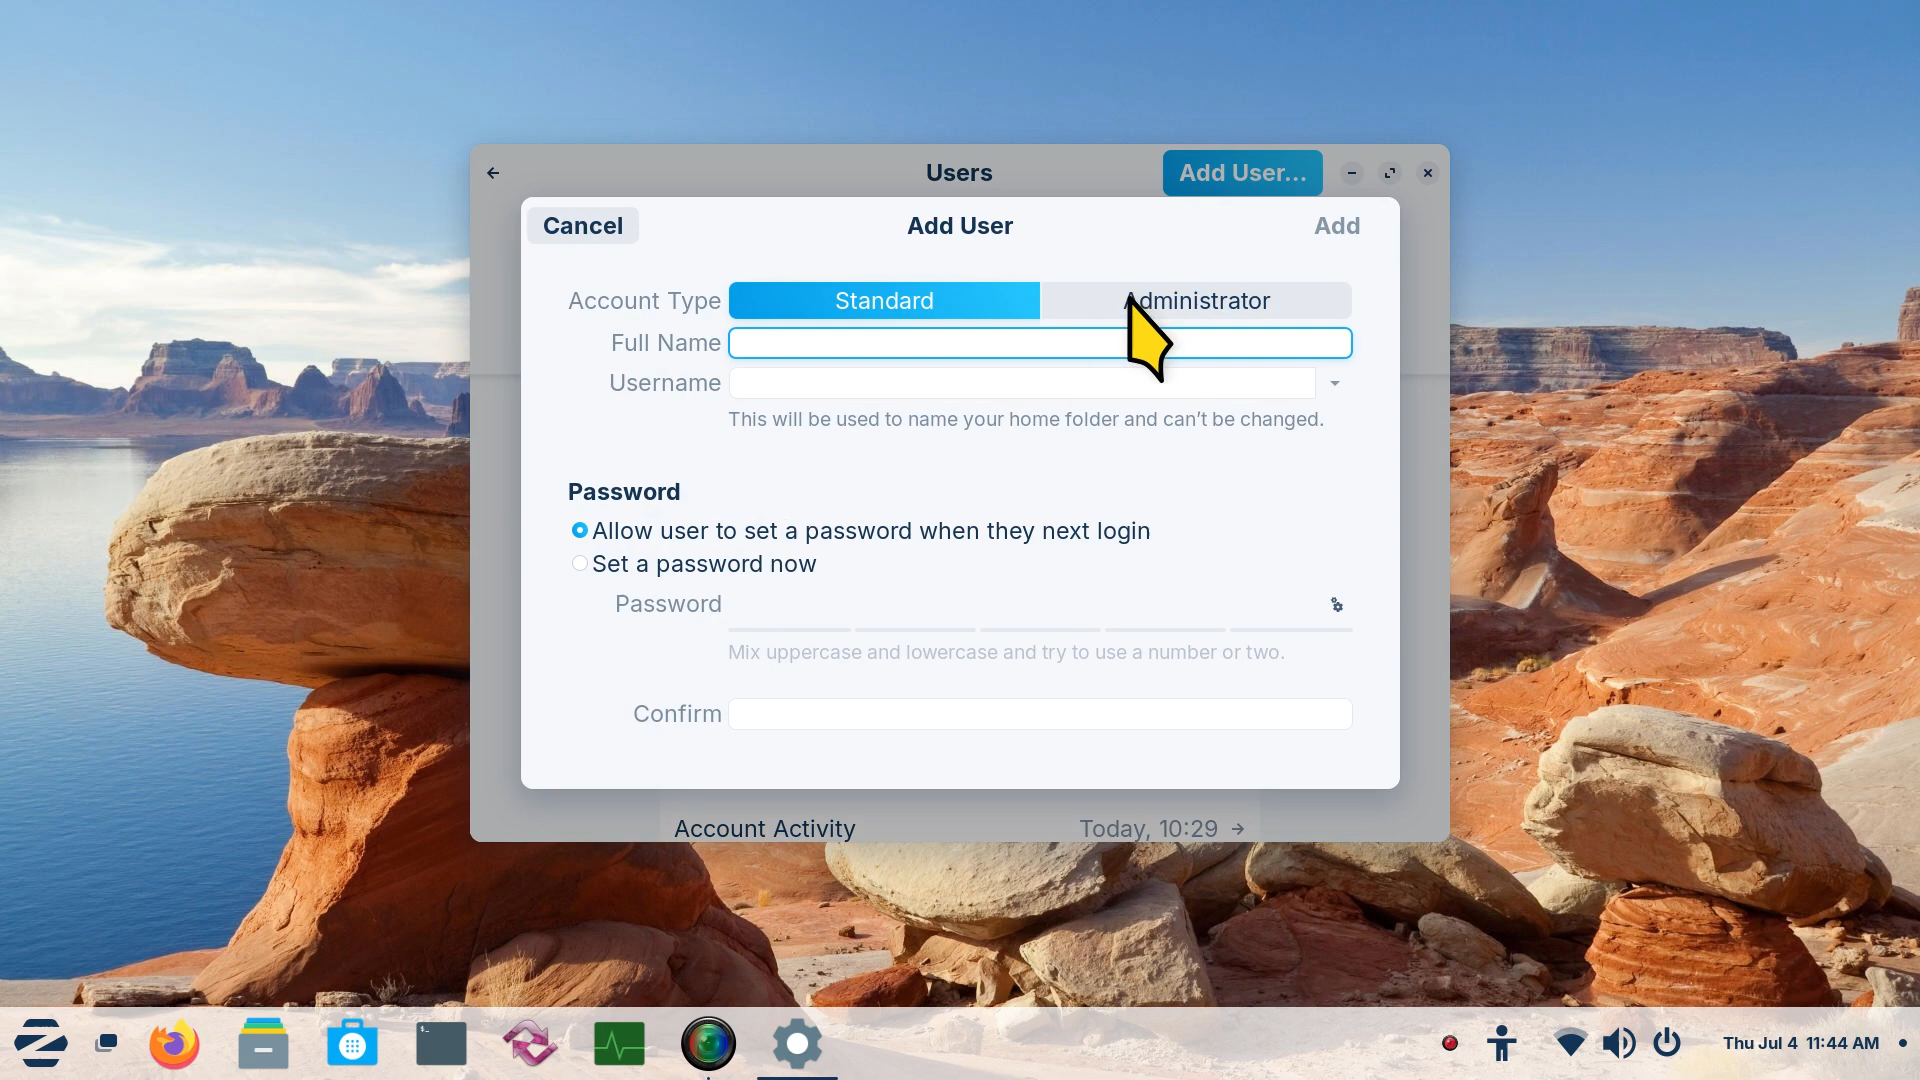 Users
Add User...
Cancel
Add User
Add
Account Type
Standard
Administrator
Full Name
Username
This will be used to name your home folder and can't be changed.
Password
Allow user to set a password when they next login
Set a password now
Password
Mix uppercase and lowercase and try to use a number or two.
Confirm
Account Activity
Today, 10:29
Thu Jul 4 11:44 AM